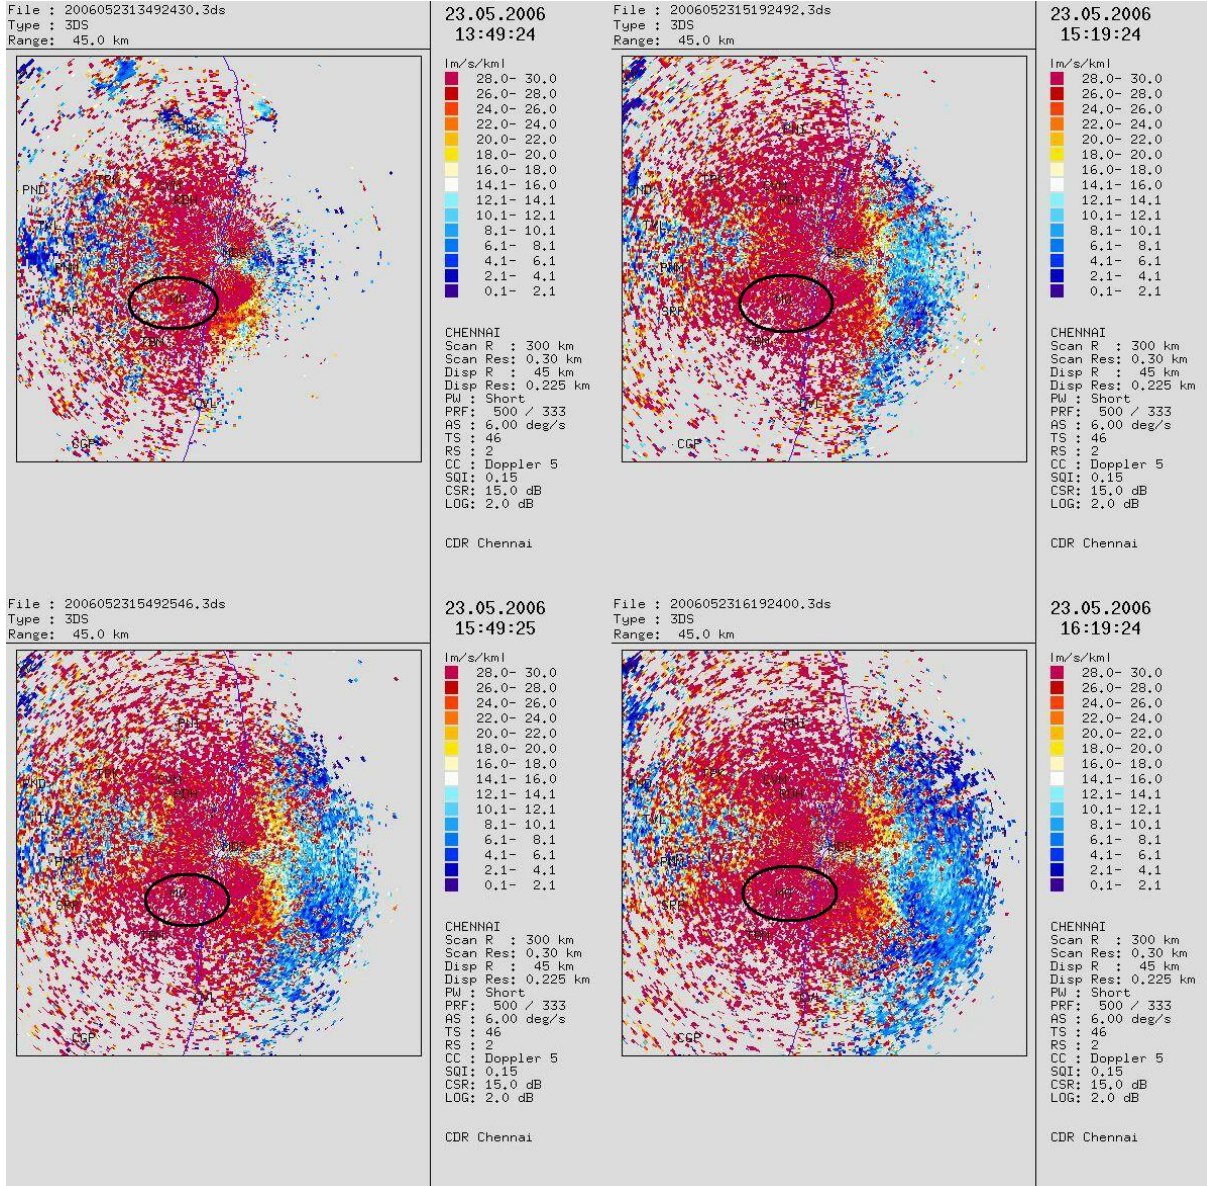 File : 2006052313492430.3ds
Type : 3DS
Range:  45.0 km
23.05.2006
13:49:24
|m/s/km|
28.0- 30.0
26.0- 28.0
24.0- 26.0
22.0- 24.0
20.0- 22.0
18.0- 20.0
16.0- 18.0
14.1- 16.0
12.1- 14.1
10.1- 12.1
8.1- 10.1
6.1-  8.1
4.1-  6.1
2.1-  4.1
0.1-  2.1
CHENNAI
Scan R  : 300 km
Scan Res: 0.30 km
Disp R  :  45 km
Disp Res: 0.225 km
PW : Short
PRF:  500 / 333
AS : 6.00 deg/s
TS : 46
RS : 2
CC : Doppler 5
SQI: 0.15
CSR: 15.0 dB
LOG: 2.0 dB
CDR Chennai
TPK
PND
RDH
SRP
CGP
File : 2006052315192492.3ds
Type : 3DS
Range:  45.0 km
23.05.2006
15:19:24
|m/s/km|
28.0- 30.0
26.0- 28.0
24.0- 26.0
22.0- 24.0
20.0- 22.0
18.0- 20.0
16.0- 18.0
14.1- 16.0
12.1- 14.1
10.1- 12.1
8.1- 10.1
6.1-  8.1
4.1-  6.1
2.1-  4.1
0.1-  2.1
CHENNAI
Scan R  : 300 km
Scan Res: 0.30 km
Disp R  :  45 km
Disp Res: 0.225 km
PW : Short
PRF:  500 / 333
AS : 6.00 deg/s
TS : 46
RS : 2
CC : Doppler 5
SQI: 0.15
CSR: 15.0 dB
LOG: 2.0 dB
CDR Chennai
PND
RDH
SRP
CGP
File : 2006052315492546.3ds
Type : 3DS
Range:  45.0 km
23.05.2006
15:49:25
|m/s/km|
28.0- 30.0
26.0- 28.0
24.0- 26.0
22.0- 24.0
20.0- 22.0
18.0- 20.0
16.0- 18.0
14.1- 16.0
12.1- 14.1
10.1- 12.1
8.1- 10.1
6.1-  8.1
4.1-  6.1
2.1-  4.1
0.1-  2.1
CHENNAI
Scan R  : 300 km
Scan Res: 0.30 km
Disp R  :  45 km
Disp Res: 0.225 km
PW : Short
PRF:  500 / 333
AS : 6.00 deg/s
TS : 46
RS : 2
CC : Doppler 5
SQI: 0.15
CSR: 15.0 dB
LOG: 2.0 dB
CDR Chennai
PND
RDH
CGP
File : 2006052316192400.3ds
Type : 3DS
Range:  45.0 km
23.05.2006
16:19:24
|m/s/km|
28.0- 30.0
26.0- 28.0
24.0- 26.0
22.0- 24.0
20.0- 22.0
18.0- 20.0
16.0- 18.0
14.1- 16.0
12.1- 14.1
10.1- 12.1
8.1- 10.1
6.1-  8.1
4.1-  6.1
2.1-  4.1
0.1-  2.1
CHENNAI
Scan R  : 300 km
Scan Res: 0.30 km
Disp R  :  45 km
Disp Res: 0.225 km
PW : Short
PRF:  500 / 333
AS : 6.00 deg/s
TS : 46
RS : 2
CC : Doppler 5
SQI: 0.15
CSR: 15.0 dB
LOG: 2.0 dB
CDR Chennai
RDH
SRP
CGP